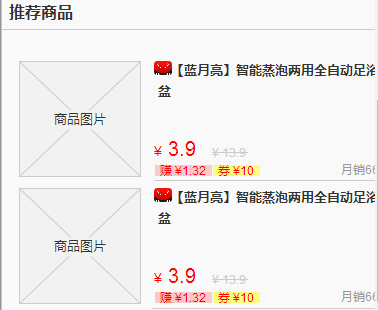 推荐商品
商品图片
【蓝月亮】智能蒸泡两用全自动足浴
盆
¥ 3.9 ¥ 13.9
赚 ¥1.32 券 ¥10 月销66
商品图片
【蓝月亮】智能蒸泡两用全自动足浴
盆
¥ 3.9 ¥ 13.9
赚 ¥1.32 券 ¥10 月销66